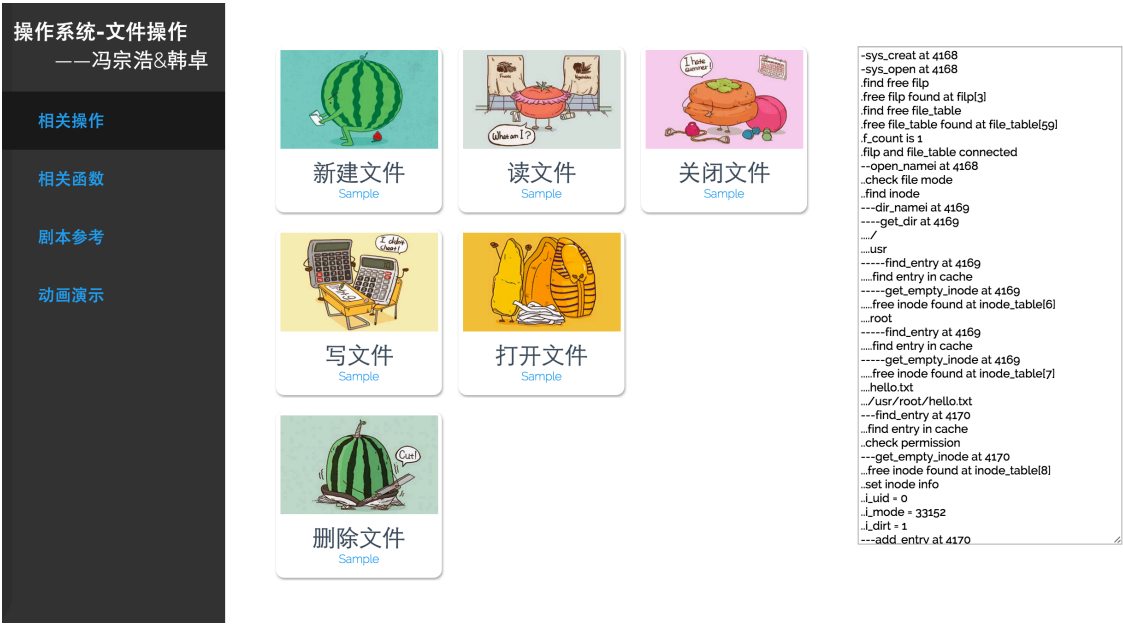 操作系统-文件操作
——冯宗浩&韩卓
相关操作
相关函数
剧本参考
动画演示
Fruits
Vegetables
What am I ?
I hate summer!
新建文件
Sample
读文件
Sample
关闭文件
Sample
I didn't cheat!
写文件
Sample
打开文件
Sample
Cut!
删除文件
Sample
-sys_creat at 4168
-sys_open at 4168
.find free filp
.free filp found at filp[3]
.find free file_table
.free file_table found at file_table[59]
.f_count is 1
.filp and file_table connected
--open_namei at 4168
..check file mode
..find inode
---dir_namei at 4169
----get_dir at 4169
..../
....usr
-----find_entry at 4169
.....find entry in cache
-----get_empty_inode at 4169
.....free inode found at inode_table[6]
....root
-----find_entry at 4169
.....find entry in cache
-----get_empty_inode at 4169
.....free inode found at inode_table[7]
....hello.txt
.../usr/root/hello.txt
---find_entry at 4170
...find entry in cache
..check permission
---get_empty_inode at 4170
...free inode found at inode_table[8]
..set inode info
..i_uid = 0
..i_mode = 33152
..i_dirt = 1
---add_entry at 4170